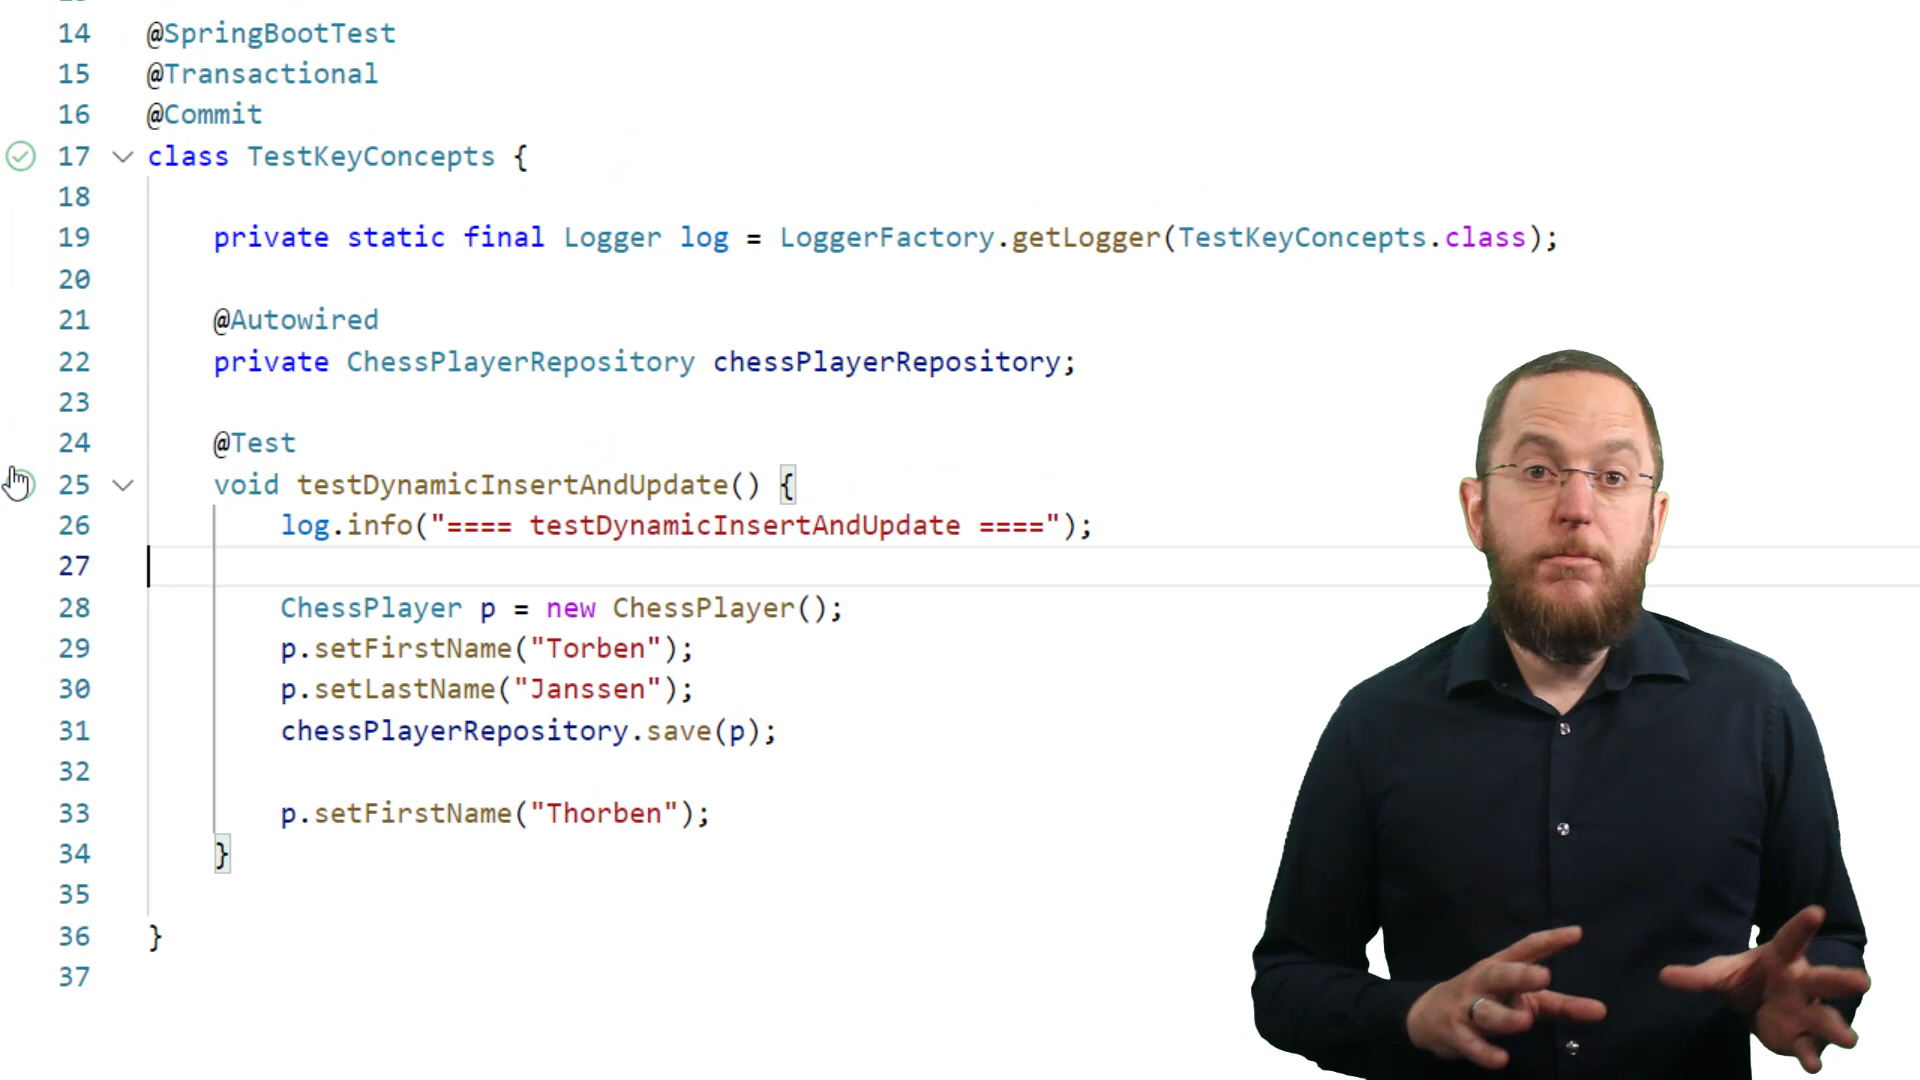 14 @SpringBootTest
15 @Transactional
16 @Commit
17 class TestKeyConcepts {
18
19 private static final Logger log = LoggerFactory.getLogger(TestKeyConcepts.class);
20
21 @Autowired
22 private ChessPlayerRepository chessPlayerRepository;
23
24 @Test
25 void testDynamicInsertAndUpdate() {
26 log.info("==== testDynamicInsertAndUpdate ====");
27
28 ChessPlayer p = new ChessPlayer();
29 p.setFirstName("Torben");
30 p.setLastName("Janssen");
31 chessPlayerRepository.save(p);
32
33 p.setFirstName("Thorben");
34 }
35
36 }
37